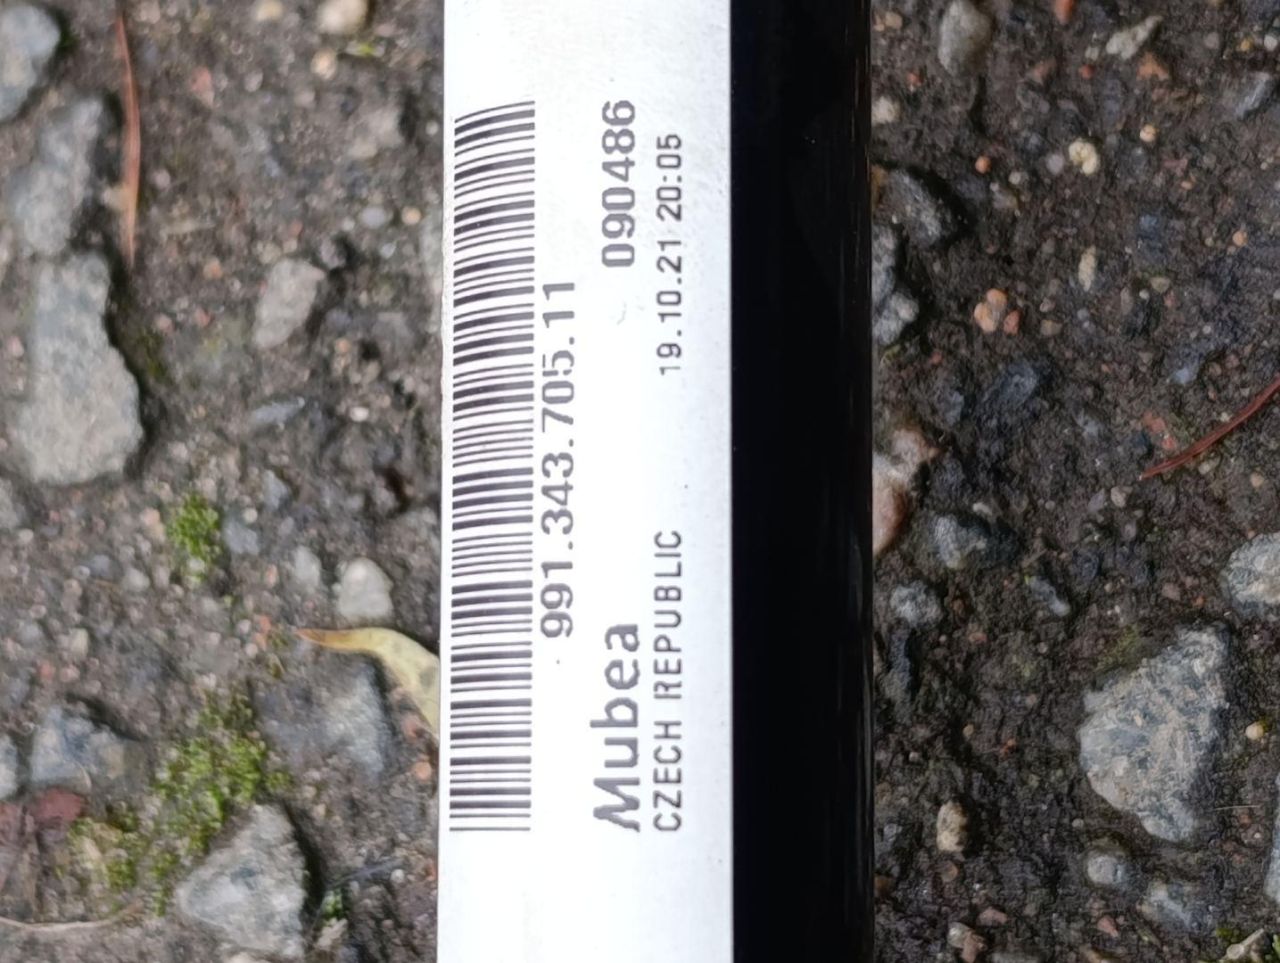 991.343.705.11
Mubea 090486
CZECH REPUBLIC 19.10.21 20:05